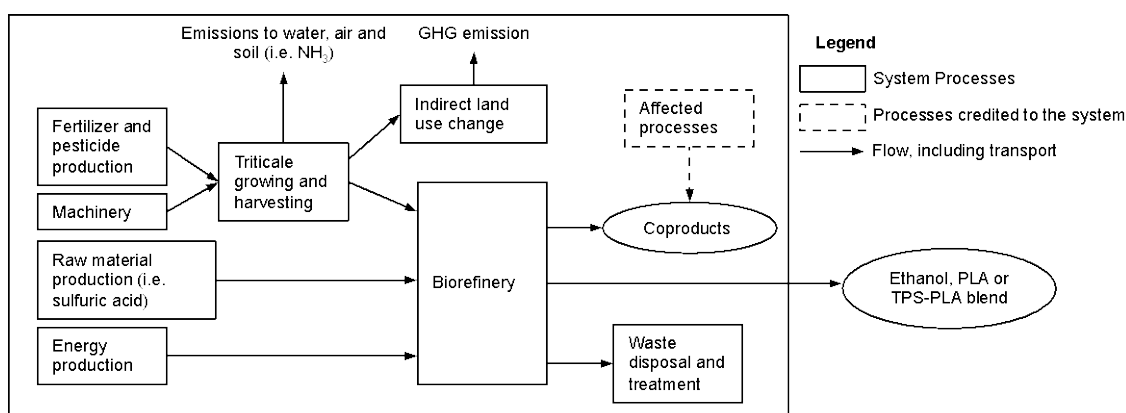 Emissions to water, air and
soil (i.e. NH₃)
GHG emission
Fertilizer and
pesticide
production
Machinery
Triticale
growing and
harvesting
Indirect land
use change
Affected
processes
Raw material
production (i.e.
sulfuric acid)
Energy
production
Biorefinery
Coproducts
Waste
disposal and
treatment
Ethanol, PLA or
TPS-PLA blend
Legend
System Processes
Processes credited to the system
Flow, including transport